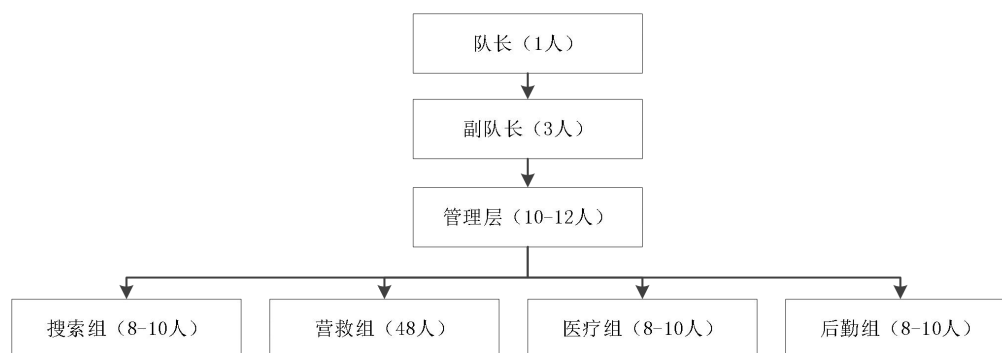 队长（1人）
副队长（3人）
管理层（10-12人）
搜索组（8-10人）
营救组（48人）
医疗组（8-10人）
后勤组（8-10人）